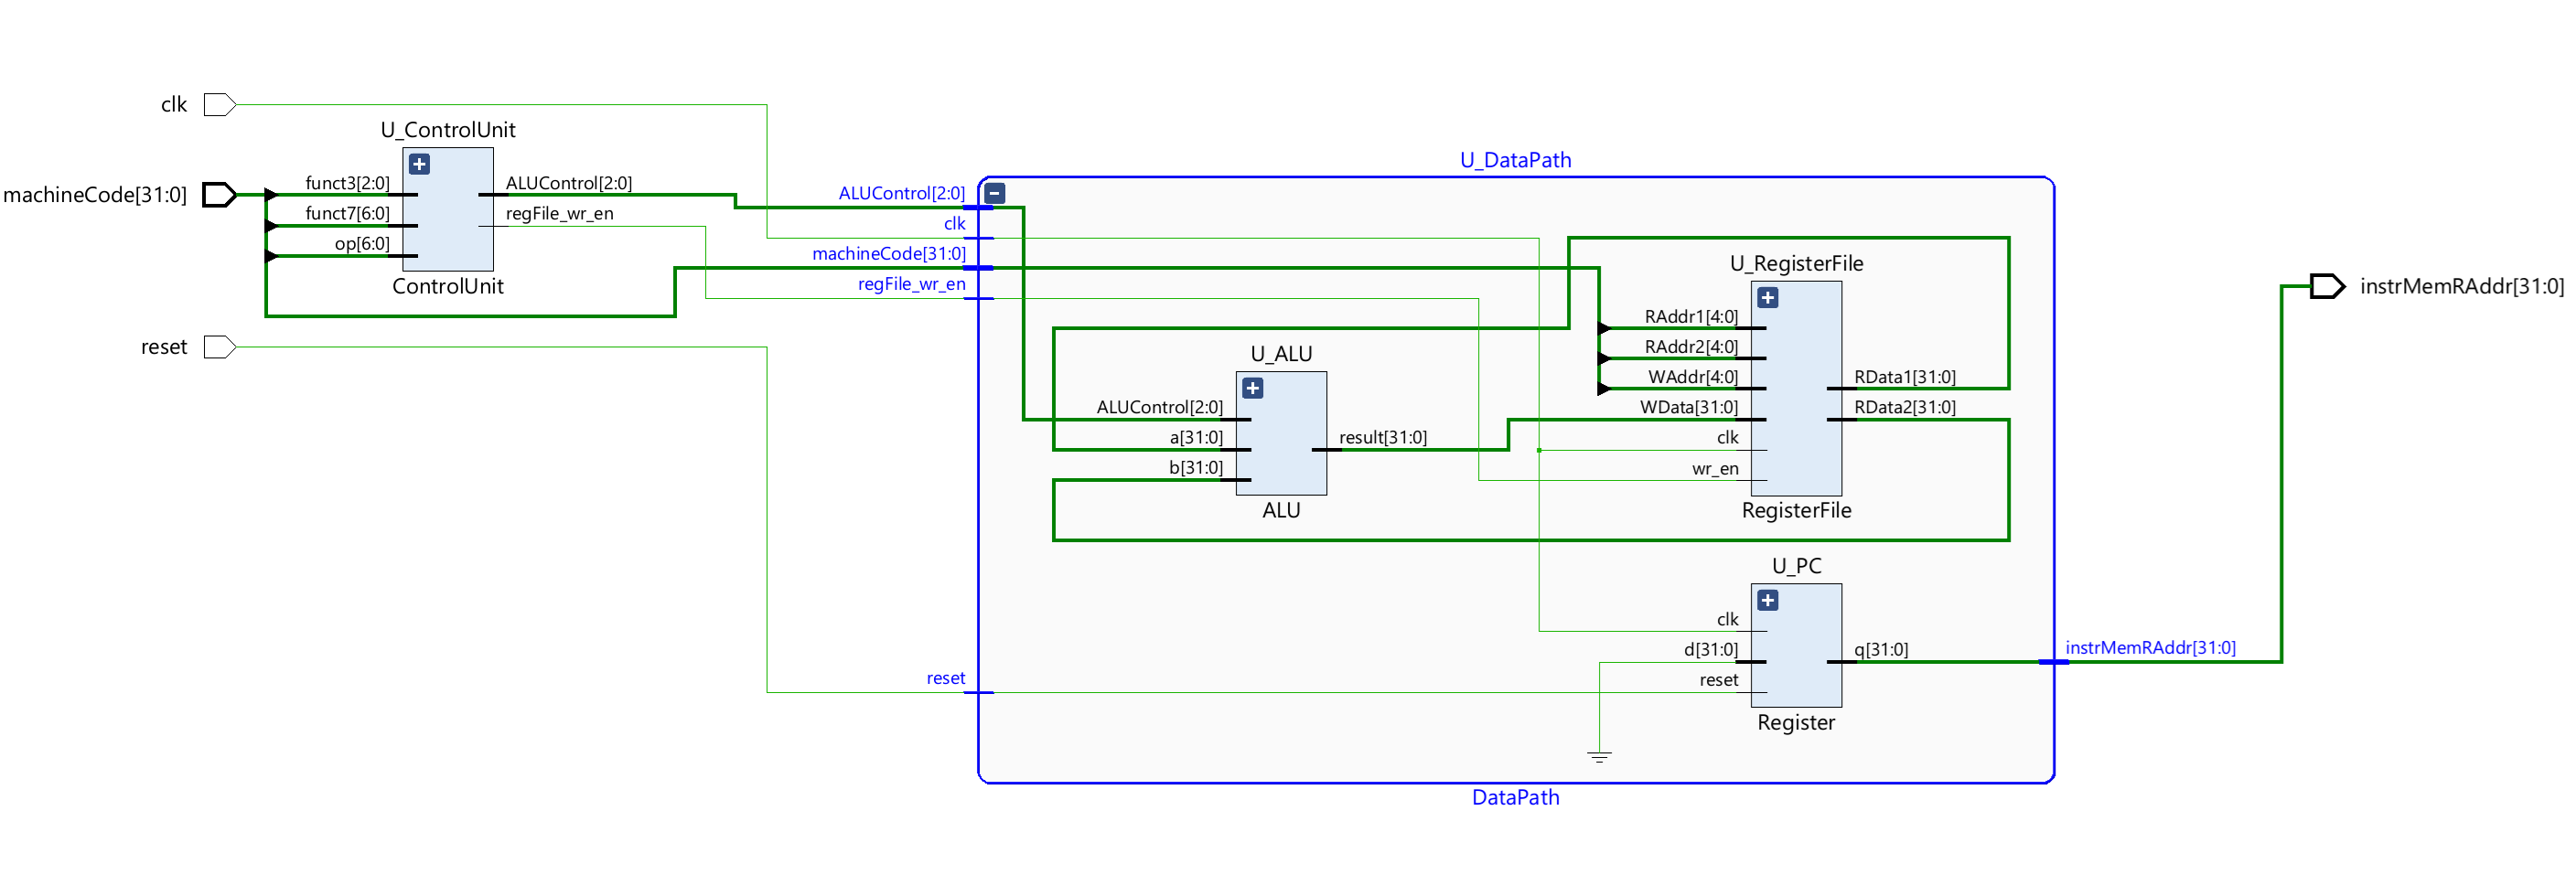 clk
machineCode[31:0]
reset
U_ControlUnit
funct3[2:0]
funct7[6:0]
op[6:0]
ALUControl[2:0]
regFile_wr_en
ControlUnit
U_DataPath
ALUControl[2:0]
clk
machineCode[31:0]
regFile_wr_en
reset
U_ALU
ALUControl[2:0]
a[31:0]
b[31:0]
result[31:0]
ALU
U_RegisterFile
RAddr1[4:0]
RAddr2[4:0]
WAddr[4:0]
WData[31:0]
clk
wr_en
RData1[31:0]
RData2[31:0]
RegisterFile
U_PC
clk
d[31:0]
reset
q[31:0]
Register
instrMemRAddr[31:0]
DataPath
instrMemRAddr[31:0]